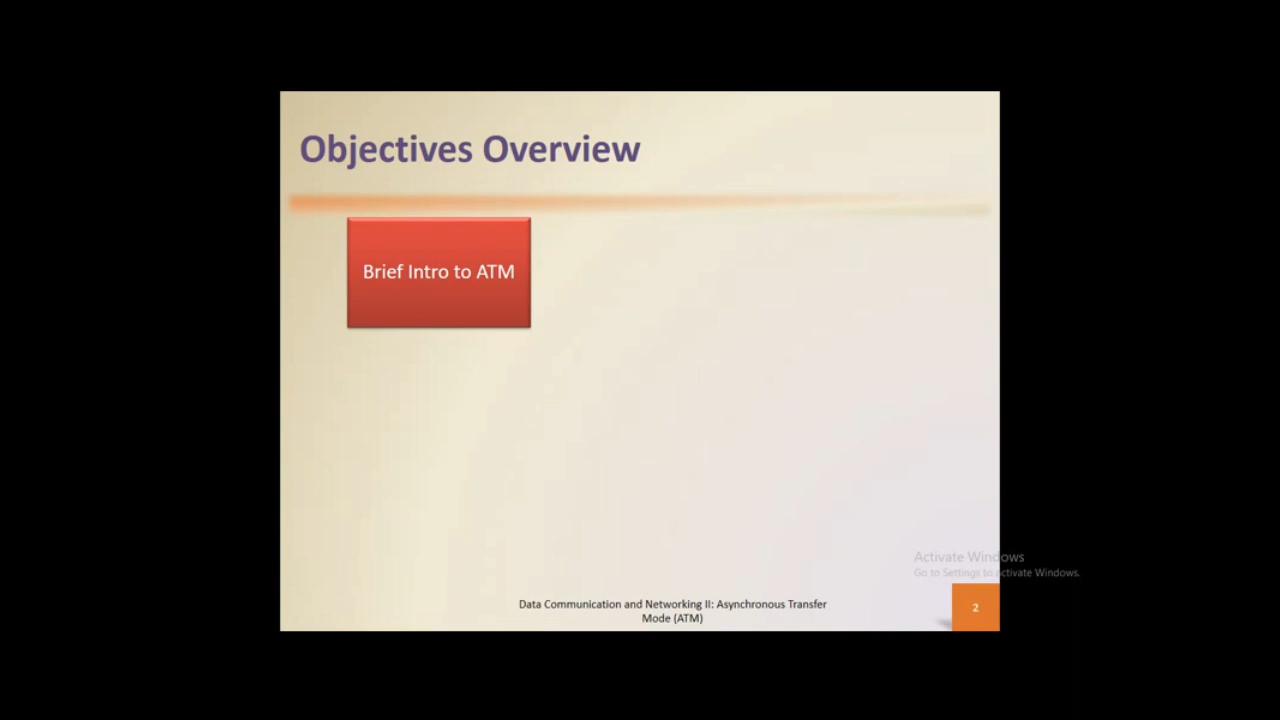 Objectives Overview
Brief Intro to ATM
Activate Windows
Go to Settings to activate Windows.
Data Communication and Networking II: Asynchronous Transfer
Mode (ATM)
2